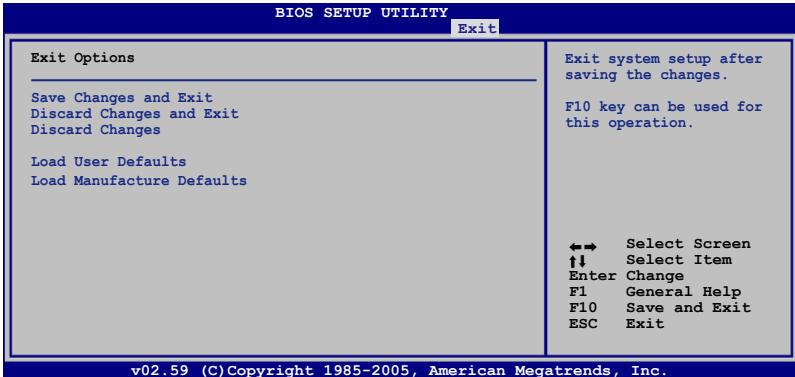 BIOS SETUP UTILITY
Exit
Exit Options
Save Changes and Exit
Discard Changes and Exit
Discard Changes
Load User Defaults
Load Manufacture Defaults
Exit system setup after
saving the changes.
F10 key can be used for
this operation.
←→ Select Screen
↑↓ Select Item
Enter Change
F1 General Help
F10 Save and Exit
ESC Exit
v02.59 (C)Copyright 1985-2005, American Megatrends, Inc.